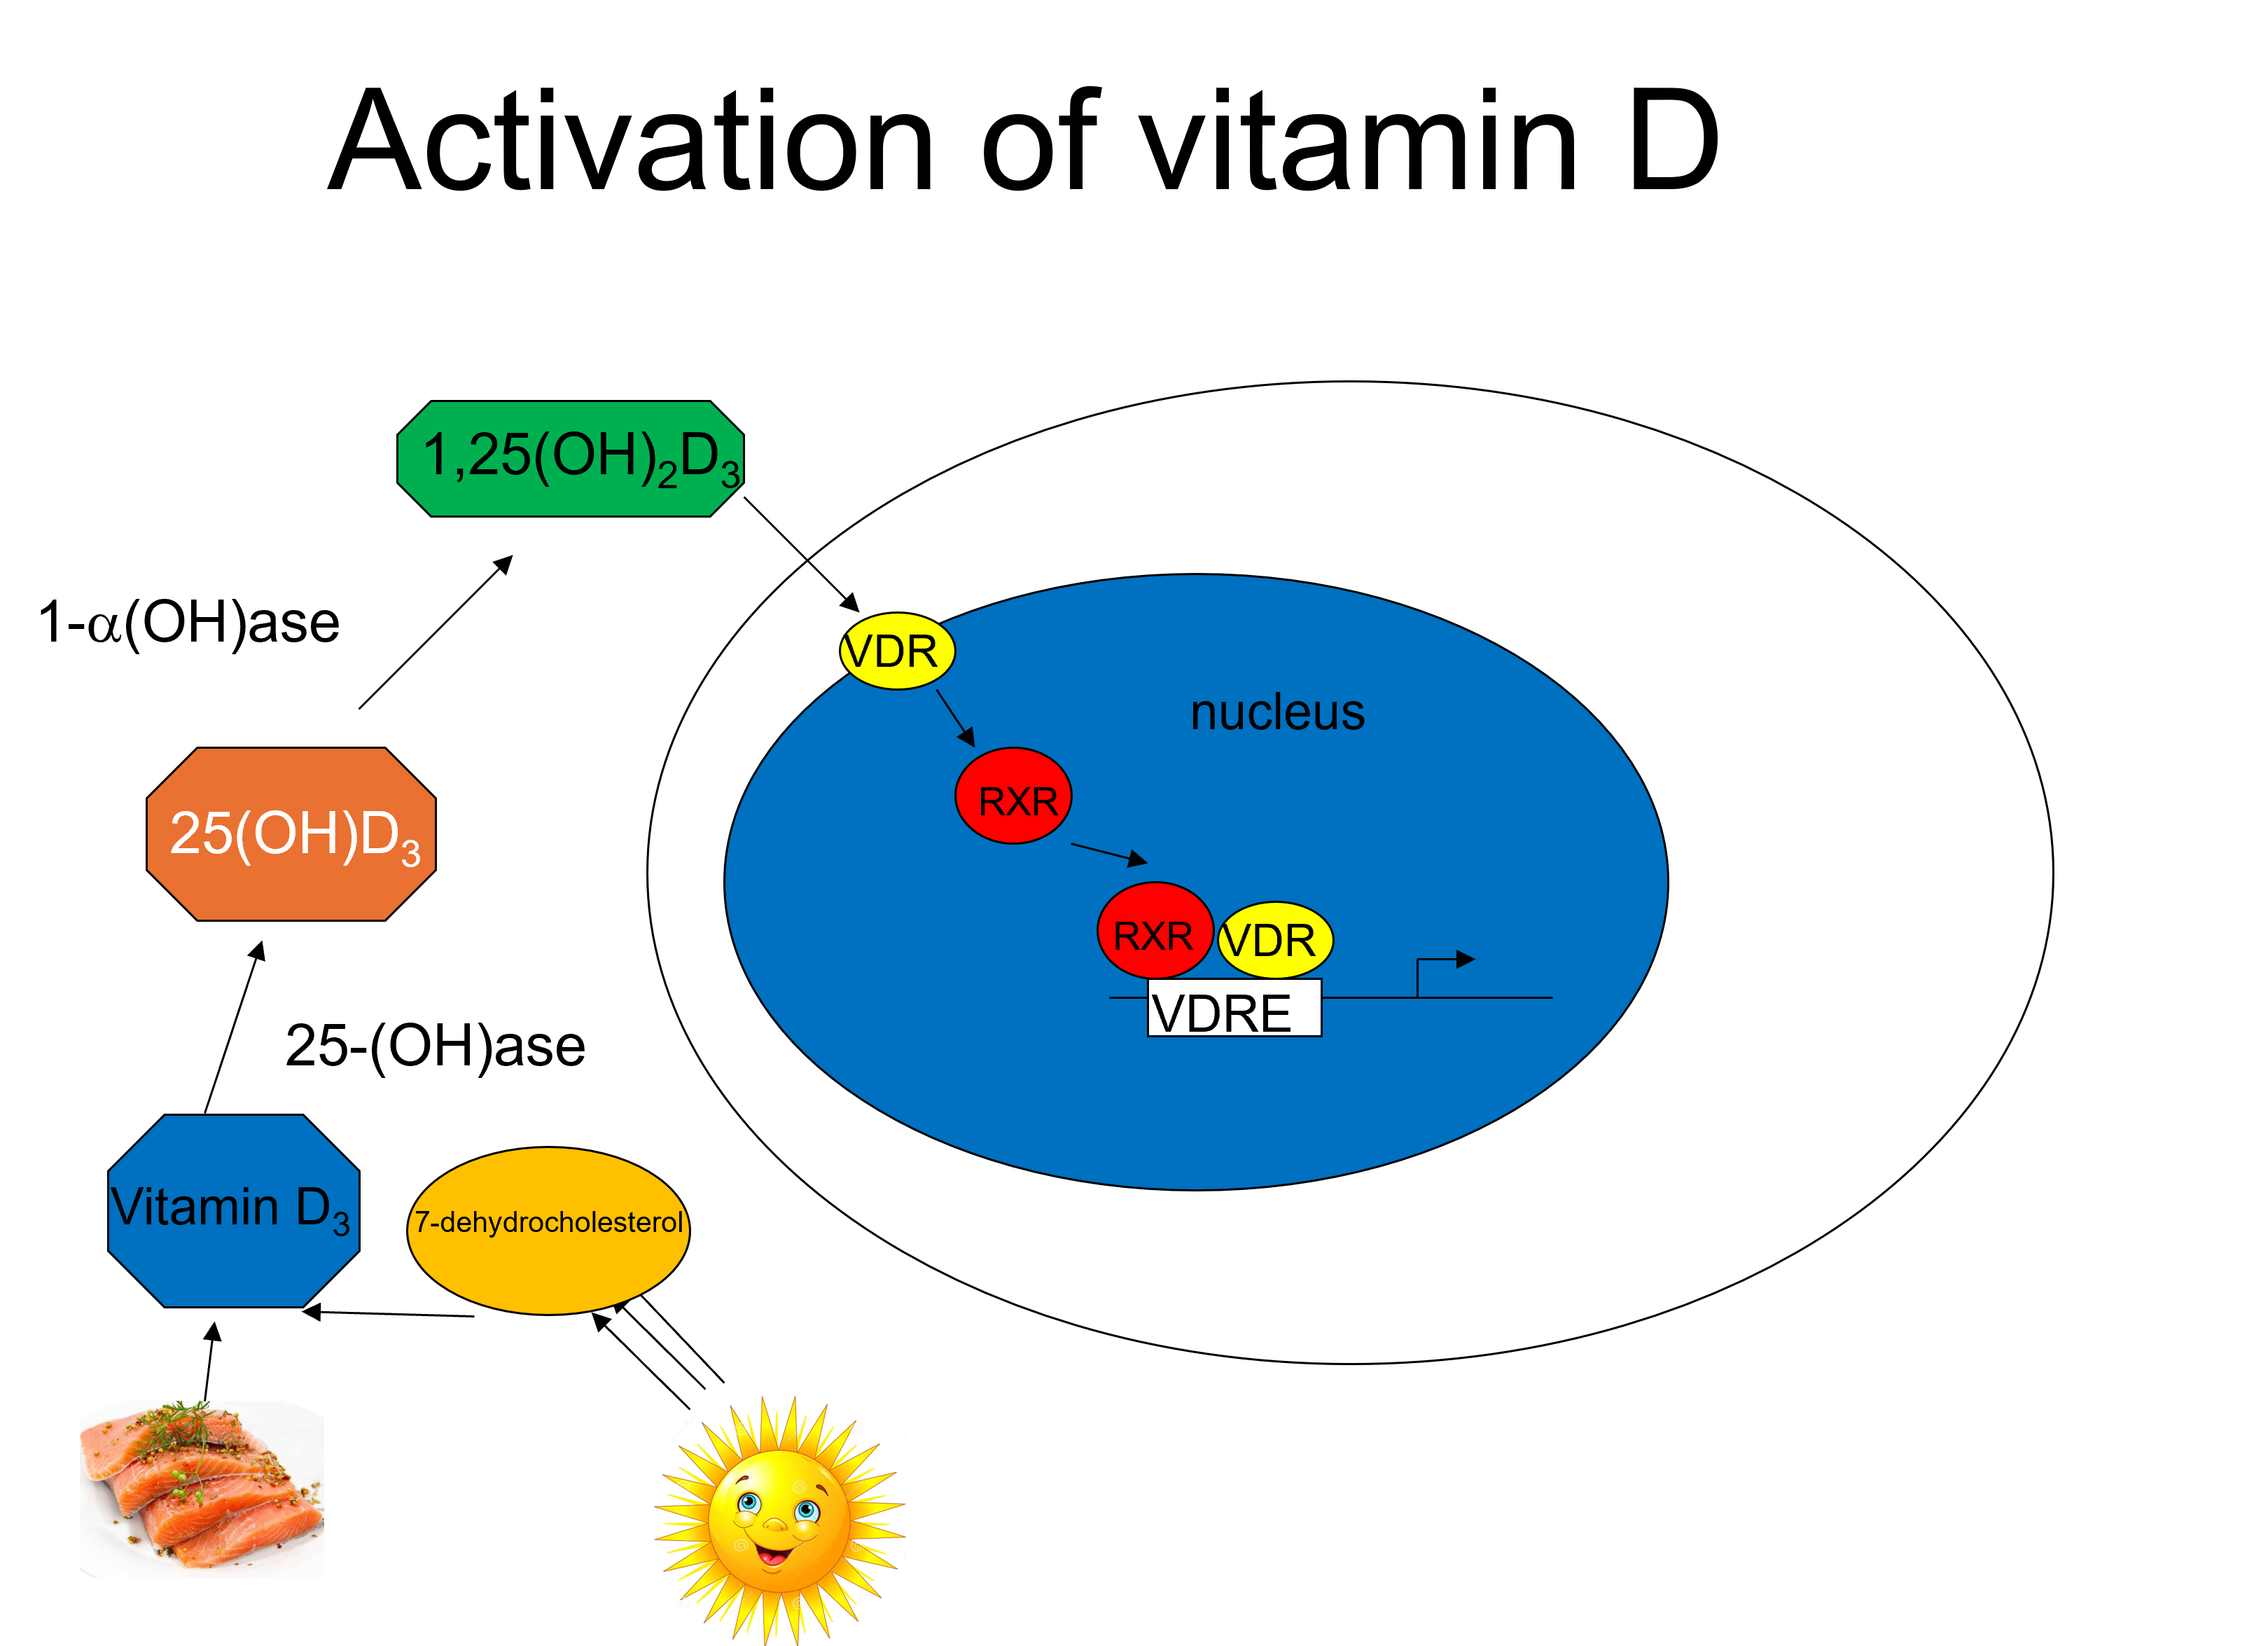 Activation of vitamin D
1,25(OH)₂D₃
1-α(OH)ase
VDR
nucleus
RXR
25(OH)D₃
RXR
VDR
VDRE
25-(OH)ase
Vitamin D₃
7-dehydrocholesterol